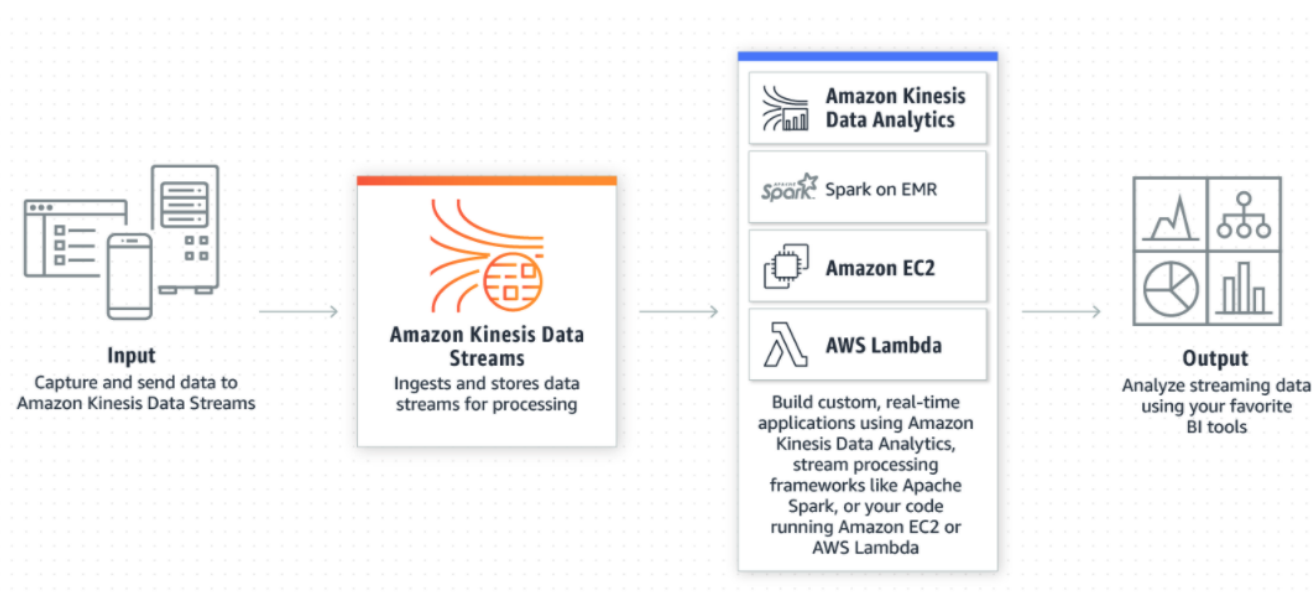 Input
Capture and send data to
Amazon Kinesis Data Streams
Amazon Kinesis Data
Streams
Ingests and stores data
streams for processing
Amazon Kinesis
Data Analytics
APACHE
Spark
Spark on EMR
Amazon EC2
AWS Lambda
Build custom, real-time
applications using Amazon
Kinesis Data Analytics,
stream processing
frameworks like Apache
Spark, or your code
running Amazon EC2 or
AWS Lambda
Output
Analyze streaming data
using your favorite
BI tools